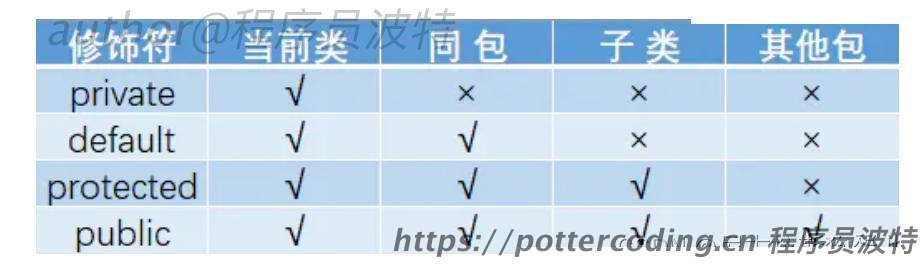 author@程序员波特
修饰符 当前类 同 包 子 类 其他包
private √ × × ×
default √ √ × ×
protected √ √ √ ×
public √ √ √ √
https://pottercoding.cn 程序员波特